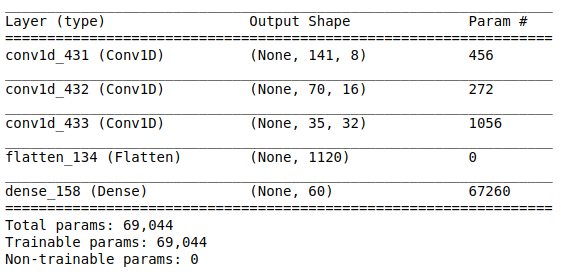 Layer (type) Output Shape Param #
conv1d_431 (Conv1D) (None, 141, 8) 456
conv1d_432 (Conv1D) (None, 70, 16) 272
conv1d_433 (Conv1D) (None, 35, 32) 1056
flatten_134 (Flatten) (None, 1120) 0
dense_158 (Dense) (None, 60) 67260
Total params: 69,044
Trainable params: 69,044
Non-trainable params: 0